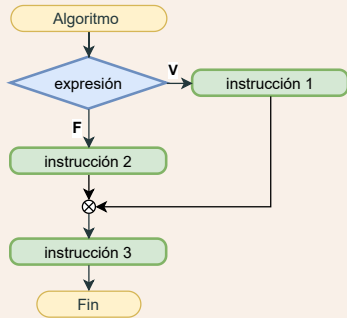 Algoritmo
expresión
V
instrucción 1
F
instrucción 2
instrucción 3
Fin